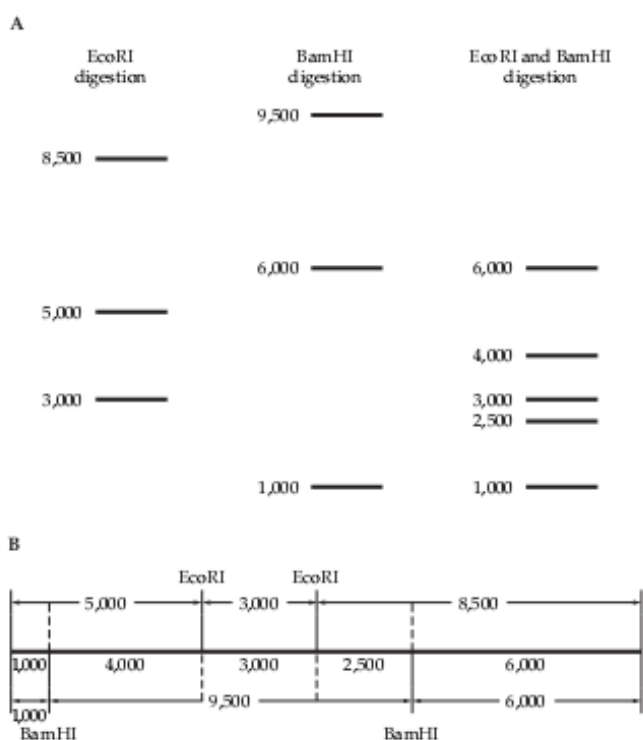 A
EcoRI digestion
BamHI digestion
EcoRI and BamHI digestion
9,500
8,500
6,000
6,000
5,000
4,000
3,000
3,000
2,500
1,000
1,000
B
EcoRI EcoRI
5,000 3,000 8,500
1,000 4,000 3,000 2,500 6,000
9,500 6,000
1,000
BamHI BamHI